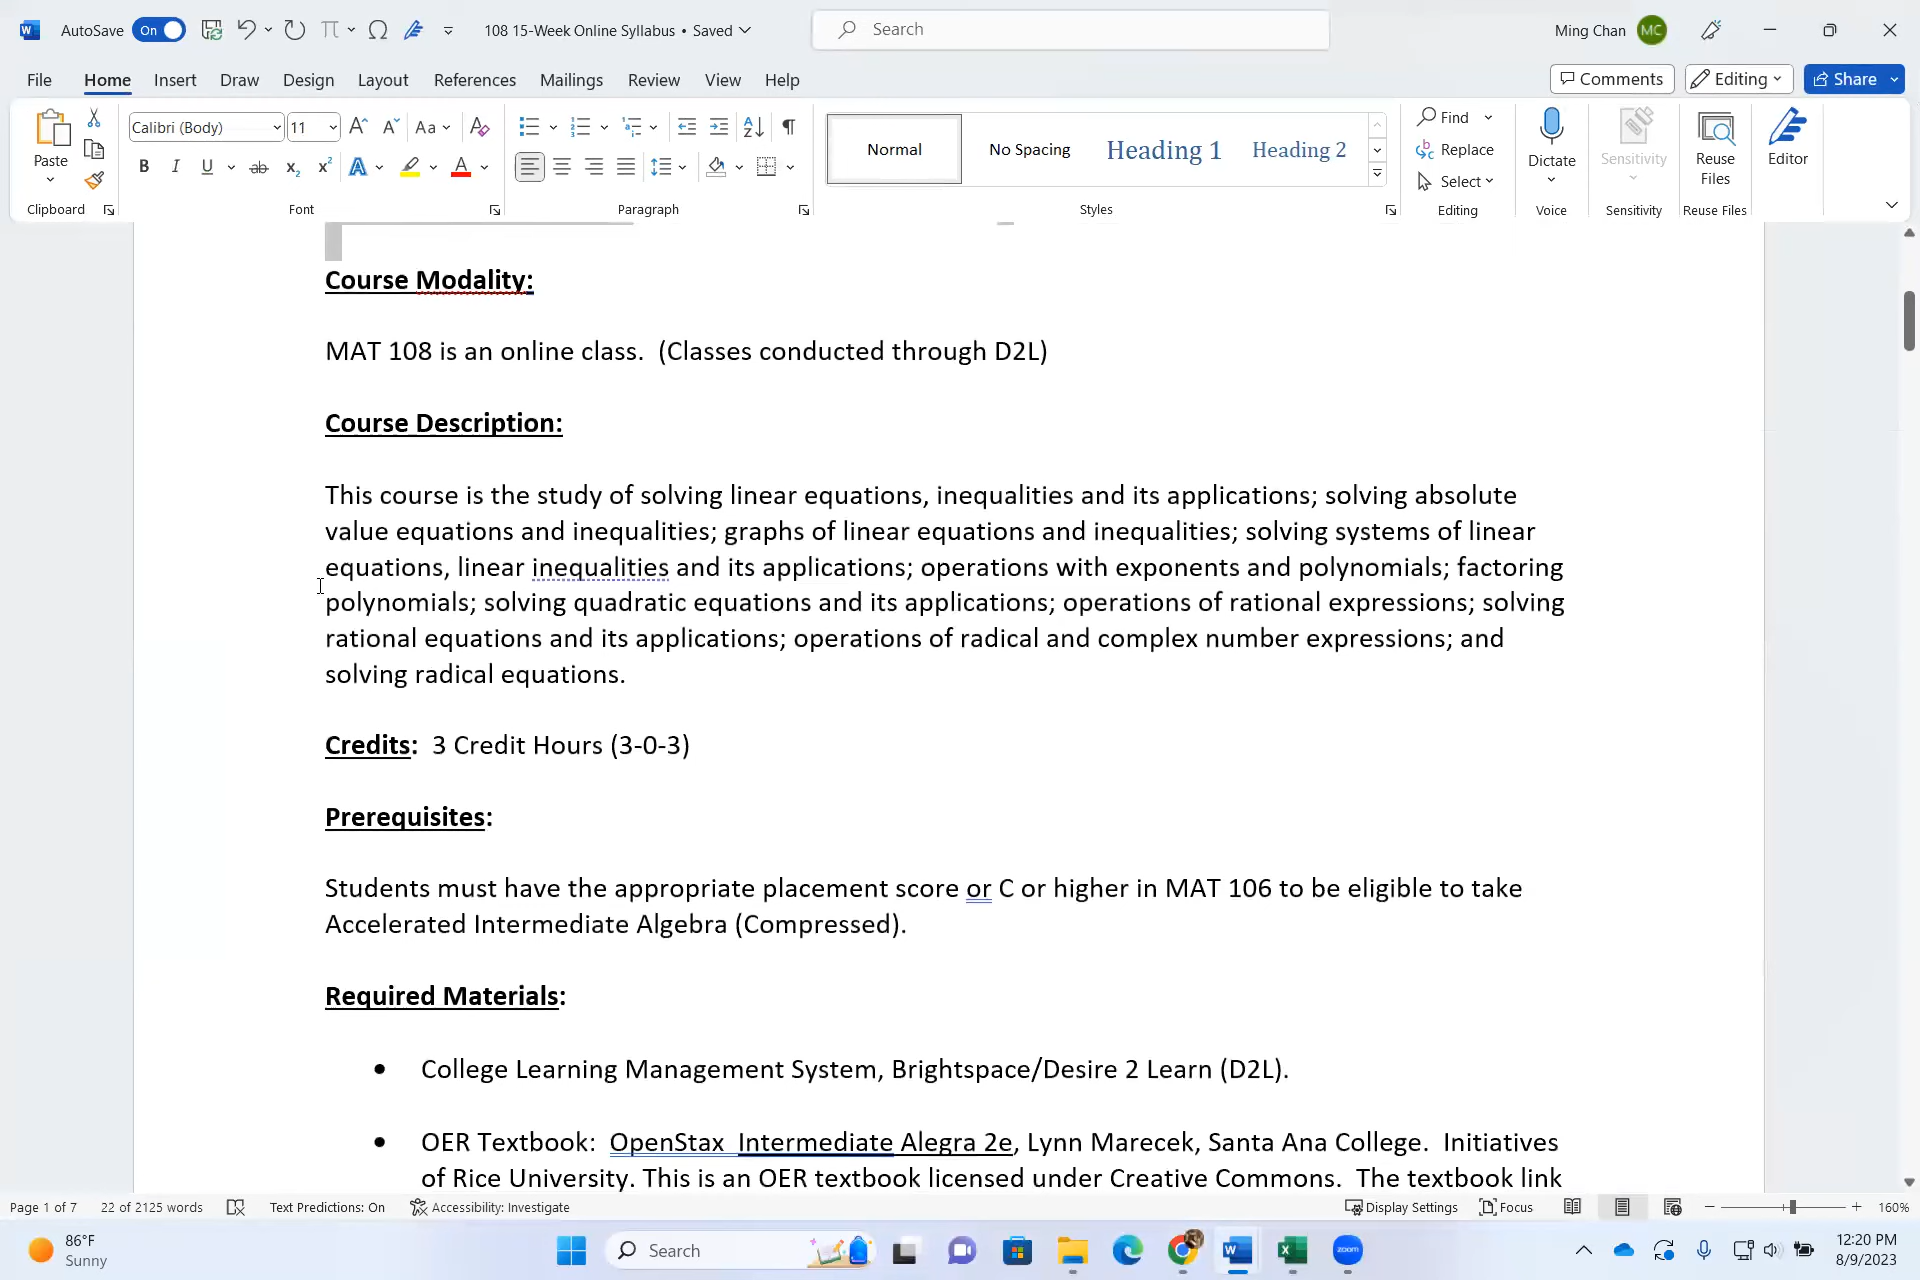 AutoSave On 108 15-Week Online Syllabus • Saved Search Ming Chan MC
File Home Insert Draw Design Layout References Mailings Review View Help Comments Editing Share
Calibri (Body) 11 Aa Normal No Spacing Heading 1 Heading 2 Find Replace Select
Paste Dictate Sensitivity Reuse Files Editor
Clipboard Font Paragraph Styles Editing Voice Sensitivity Reuse Files
Course Modality:
MAT 108 is an online class. (Classes conducted through D2L)
Course Description:
This course is the study of solving linear equations, inequalities and its applications; solving absolute
value equations and inequalities; graphs of linear equations and inequalities; solving systems of linear
equations, linear inequalities and its applications; operations with exponents and polynomials; factoring
polynomials; solving quadratic equations and its applications; operations of rational expressions; solving
rational equations and its applications; operations of radical and complex number expressions; and
solving radical equations.
Credits: 3 Credit Hours (3-0-3)
Prerequisites:
Students must have the appropriate placement score or C or higher in MAT 106 to be eligible to take
Accelerated Intermediate Algebra (Compressed).
Required Materials:
• College Learning Management System, Brightspace/Desire 2 Learn (D2L).
• OER Textbook: OpenStax Intermediate Alegra 2e, Lynn Marecek, Santa Ana College. Initiatives
of Rice University. This is an OER textbook licensed under Creative Commons. The textbook link
Page 1 of 7 22 of 2125 words Text Predictions: On Accessibility: Investigate Display Settings Focus 160%
86°F
Sunny
Search
zoom
12:20 PM
8/9/2023